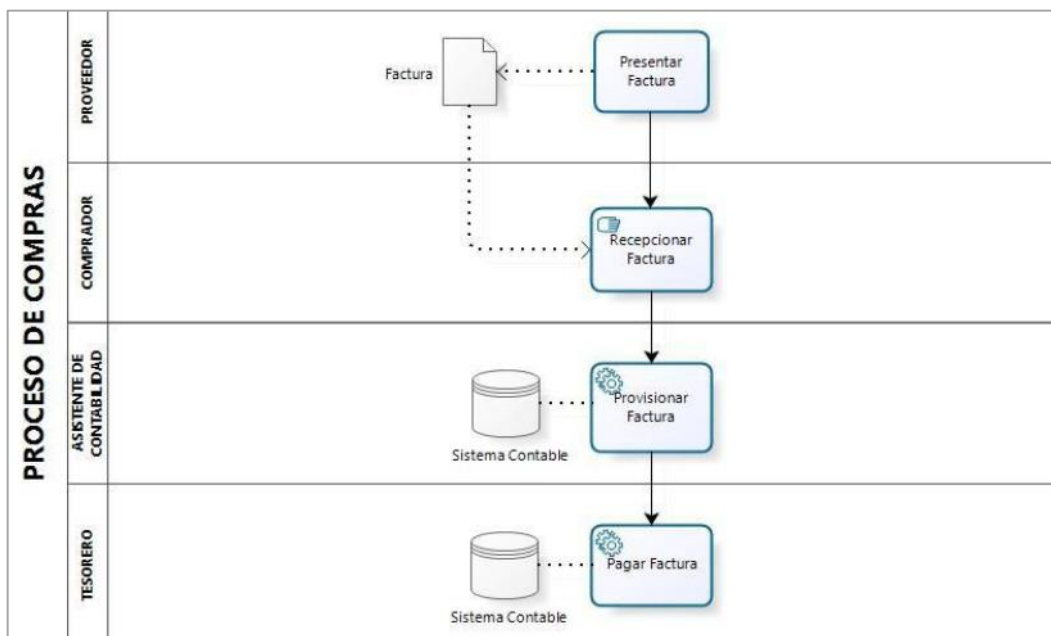 PROCESO DE COMPRAS
PROVEEDOR
Factura
Presentar
Factura
COMPRADOR
Recepcionar
Factura
ASISTENTE DE
CONTABILIDAD
Sistema Contable
Provisionar
Factura
TESORERO
Sistema Contable
Pagar Factura